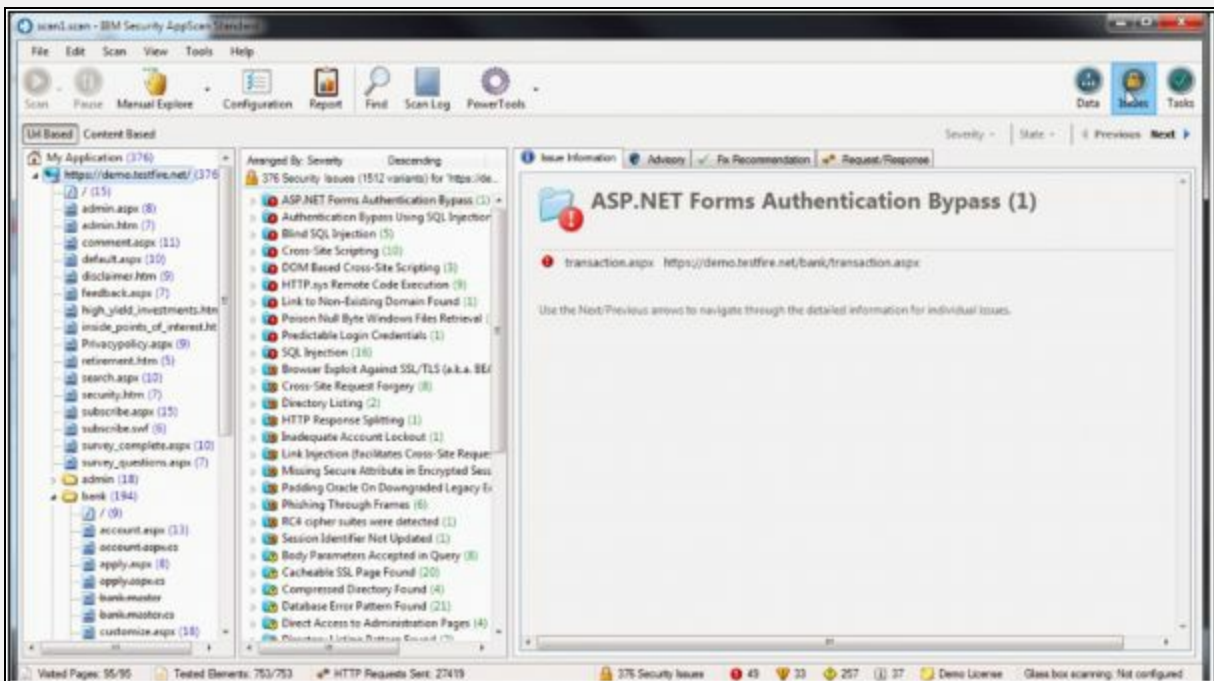 scan1.scan - IBM Security AppScan Standard
File Edit Scan View Tools Help
Scan Pause Manual Explore Configuration Report Find Scan Log PowerTools Data Issues Tasks
Url Based Content Based Severity State Previous Next
My Application (376)
https://demo.testfire.net/ (376
/ (15)
admin.aspx (8)
admin.htm (7)
comment.aspx (11)
default.aspx (10)
disclaimer.htm (9)
feedback.aspx (7)
high_yield_investments.htm
inside_points_of_interest.ht
Privacypolicy.aspx (9)
retirement.htm (5)
search.aspx (10)
security.htm (7)
subscribe.aspx (15)
subscribe.swf (6)
survey_complete.aspx (10)
survey_questions.aspx (7)
admin (18)
bank (194)
/ (9)
account.aspx (13)
account.aspx.cs
apply.aspx (8)
apply.aspx.cs
bank.master
bank.master.cs
customize.aspx (18)
Arranged By: Severity Descending
376 Security Issues (1512 variants) for 'https://de...
ASP.NET Forms Authentication Bypass (1)
Authentication Bypass Using SQL Injection
Blind SQL Injection (5)
Cross-Site Scripting (10)
DOM Based Cross-Site Scripting (3)
HTTP.sys Remote Code Execution (9)
Link to Non-Existing Domain Found (1)
Poison Null Byte Windows Files Retrieval (
Predictable Login Credentials (1)
SQL Injection (16)
Browser Exploit Against SSL/TLS (a.k.a. BEA
Cross-Site Request Forgery (8)
Directory Listing (2)
HTTP Response Splitting (1)
Inadequate Account Lockout (1)
Link Injection (facilitates Cross-Site Reques
Missing Secure Attribute in Encrypted Sess
Padding Oracle On Downgraded Legacy E
Phishing Through Frames (6)
RC4 cipher suites were detected (1)
Session Identifier Not Updated (1)
Body Parameters Accepted in Query (8)
Cacheable SSL Page Found (20)
Compressed Directory Found (4)
Database Error Pattern Found (21)
Direct Access to Administration Pages (4)
Directory Listing Pattern Found (2)
Issue Information Advisory Fix Recommendation Request/Response
ASP.NET Forms Authentication Bypass (1)
transaction.aspx https://demo.testfire.net/bank/transaction.aspx
Use the Next/Previous arrows to navigate through the detailed information for individual issues.
Visited Pages: 95/95 Tested Elements: 753/753 HTTP Requests Sent: 27419 376 Security Issues 49 33 257 37 Demo License Glass box scanning: Not configured